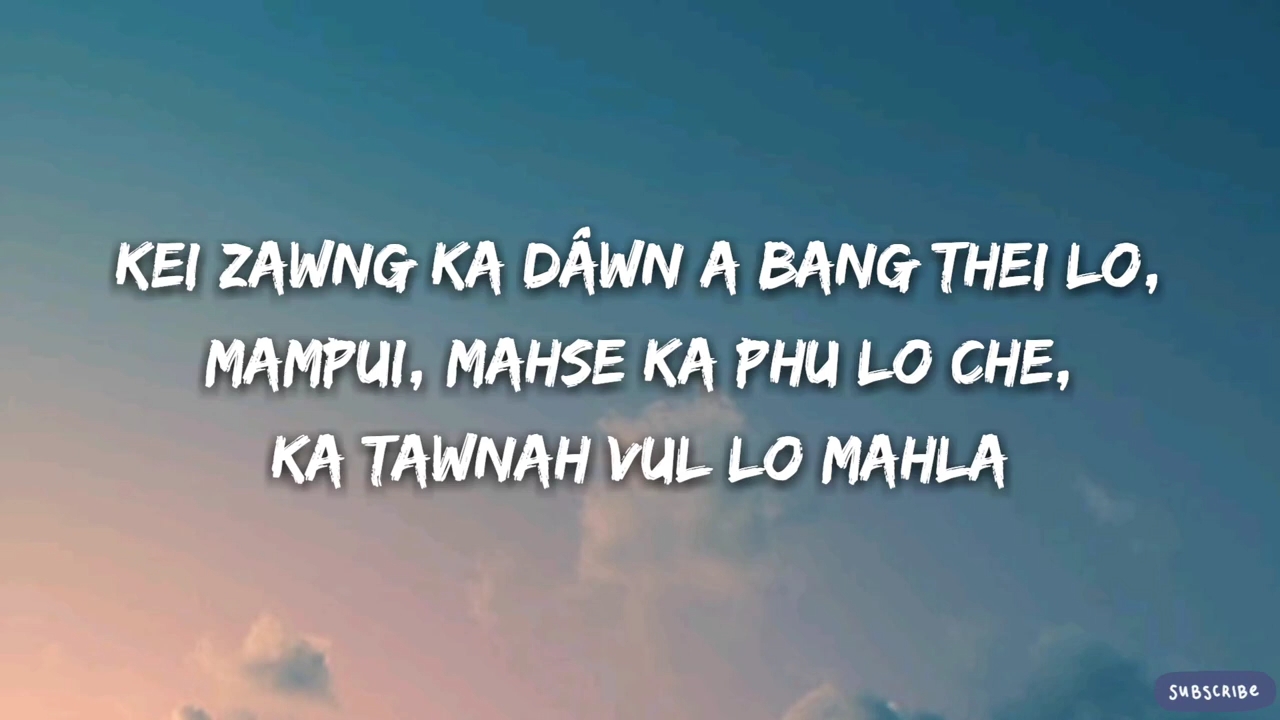 KEI ZAWNG KA DÂWN A BANG THEI LO,
MAMPUI, MAHSE KA PHU LO CHE,
KA TAWNAH VUL LO MAHLA
SUBSCRIBE